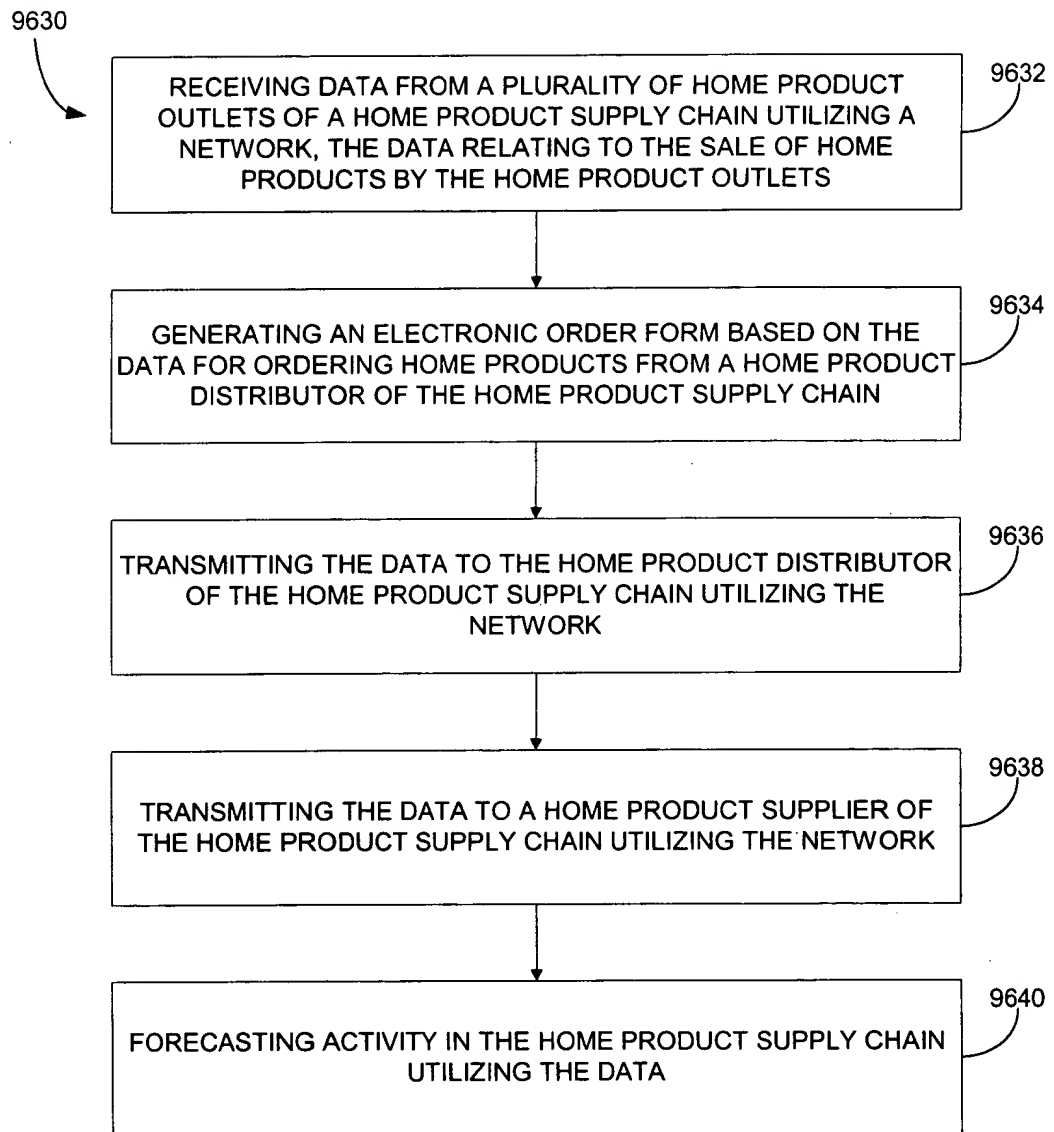 9630
9632
RECEIVING DATA FROM A PLURALITY OF HOME PRODUCT
OUTLETS OF A HOME PRODUCT SUPPLY CHAIN UTILIZING A
NETWORK, THE DATA RELATING TO THE SALE OF HOME
PRODUCTS BY THE HOME PRODUCT OUTLETS
9634
GENERATING AN ELECTRONIC ORDER FORM BASED ON THE
DATA FOR ORDERING HOME PRODUCTS FROM A HOME PRODUCT
DISTRIBUTOR OF THE HOME PRODUCT SUPPLY CHAIN
9636
TRANSMITTING THE DATA TO THE HOME PRODUCT DISTRIBUTOR
OF THE HOME PRODUCT SUPPLY CHAIN UTILIZING THE
NETWORK
9638
TRANSMITTING THE DATA TO A HOME PRODUCT SUPPLIER OF
THE HOME PRODUCT SUPPLY CHAIN UTILIZING THE NETWORK
9640
FORECASTING ACTIVITY IN THE HOME PRODUCT SUPPLY CHAIN
UTILIZING THE DATA